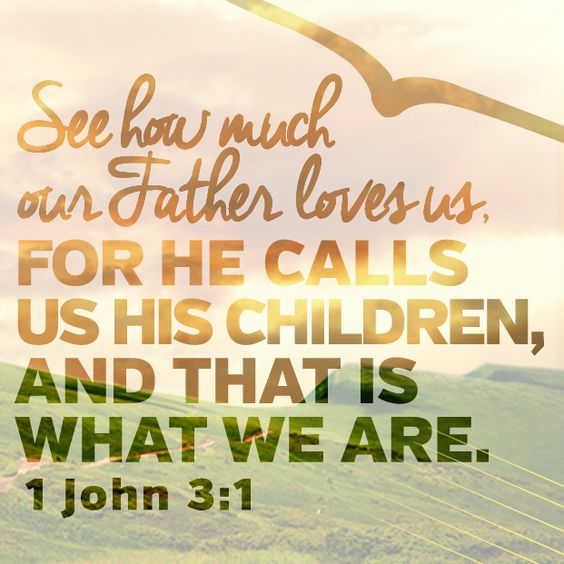 See how much
our Father loves us,
FOR HE CALLS
US HIS CHILDREN,
AND THAT IS
WHAT WE ARE.
1 John 3:1